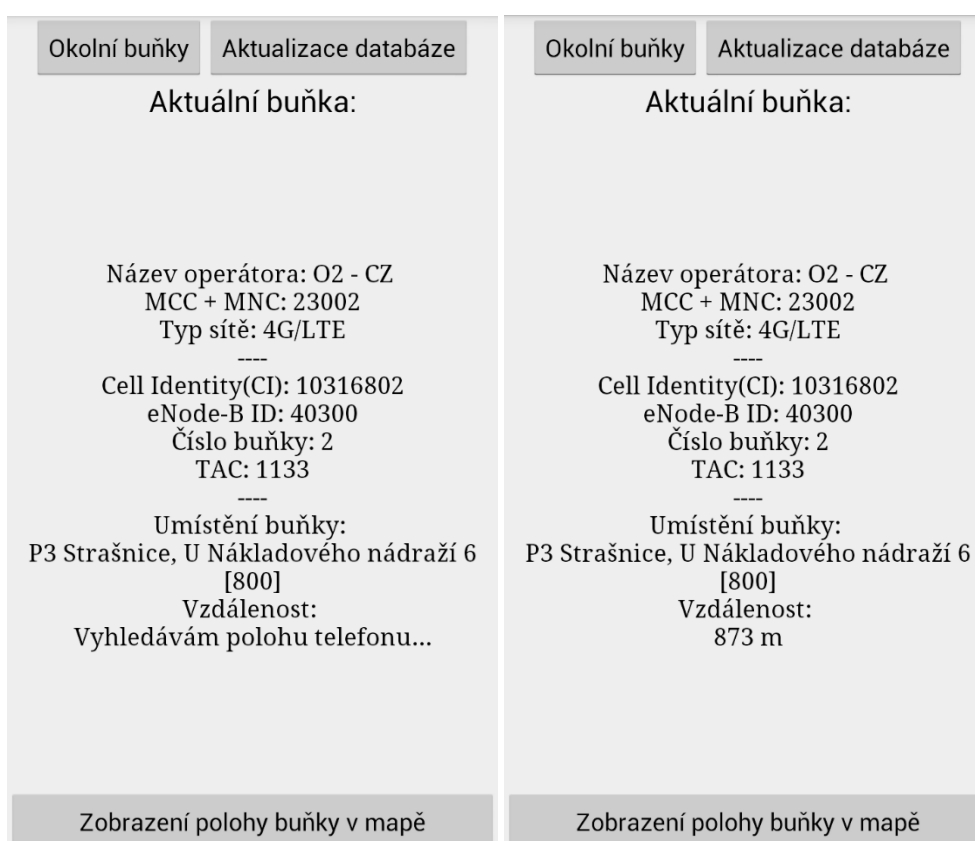 Okolní buňky
Aktualizace databáze
Aktuální buňka:
Název operátora: O2 - CZ
MCC + MNC: 23002
Typ sítě: 4G/LTE
----
Cell Identity(CI): 10316802
eNode-B ID: 40300
Číslo buňky: 2
TAC: 1133
----
Umístění buňky:
P3 Strašnice, U Nákladového nádraží 6
[800]
Vzdálenost:
Vyhledávám polohu telefonu...
Zobrazení polohy buňky v mapě
Okolní buňky
Aktualizace databáze
Aktuální buňka:
Název operátora: O2 - CZ
MCC + MNC: 23002
Typ sítě: 4G/LTE
----
Cell Identity(CI): 10316802
eNode-B ID: 40300
Číslo buňky: 2
TAC: 1133
----
Umístění buňky:
P3 Strašnice, U Nákladového nádraží 6
[800]
Vzdálenost:
873 m
Zobrazení polohy buňky v mapě